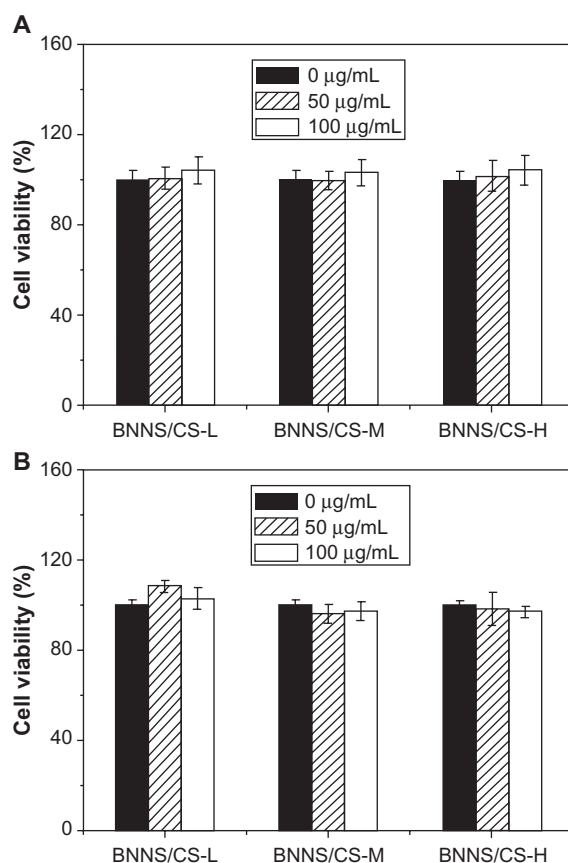 A
160
120
80
40
0
Cell viability (%)
0 μg/mL
50 μg/mL
100 μg/mL
BNNS/CS-L BNNS/CS-M BNNS/CS-H
B
160
120
80
40
0
Cell viability (%)
0 μg/mL
50 μg/mL
100 μg/mL
BNNS/CS-L BNNS/CS-M BNNS/CS-H